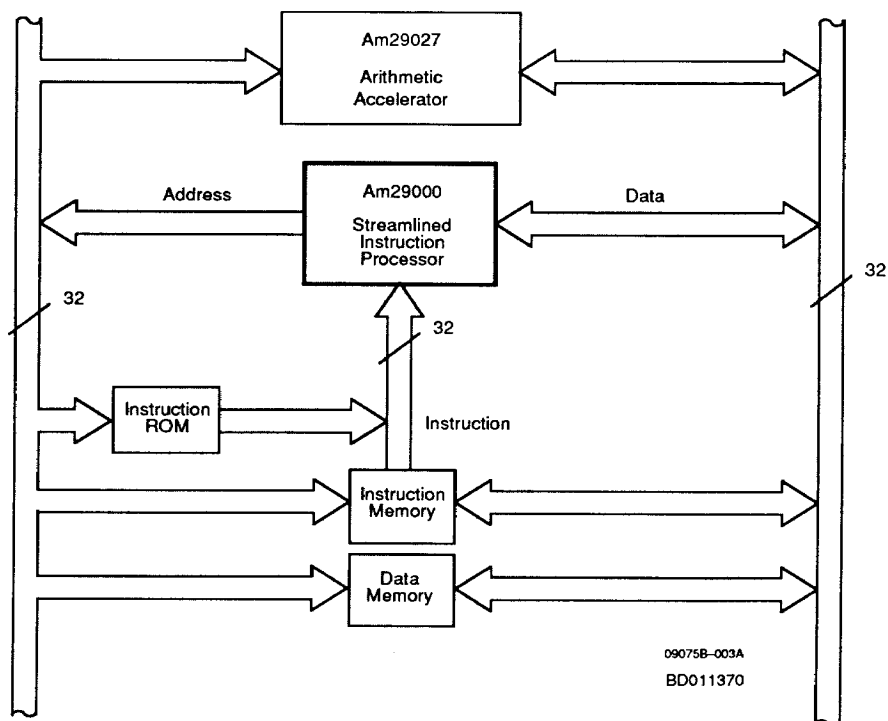 Am29027
Arithmetic
Accelerator
Address
Am29000
Streamlined
Instruction
Processor
Data
32
32
32
Instruction
ROM
Instruction
Instruction
Memory
Data
Memory
09075B-003A
BD011370